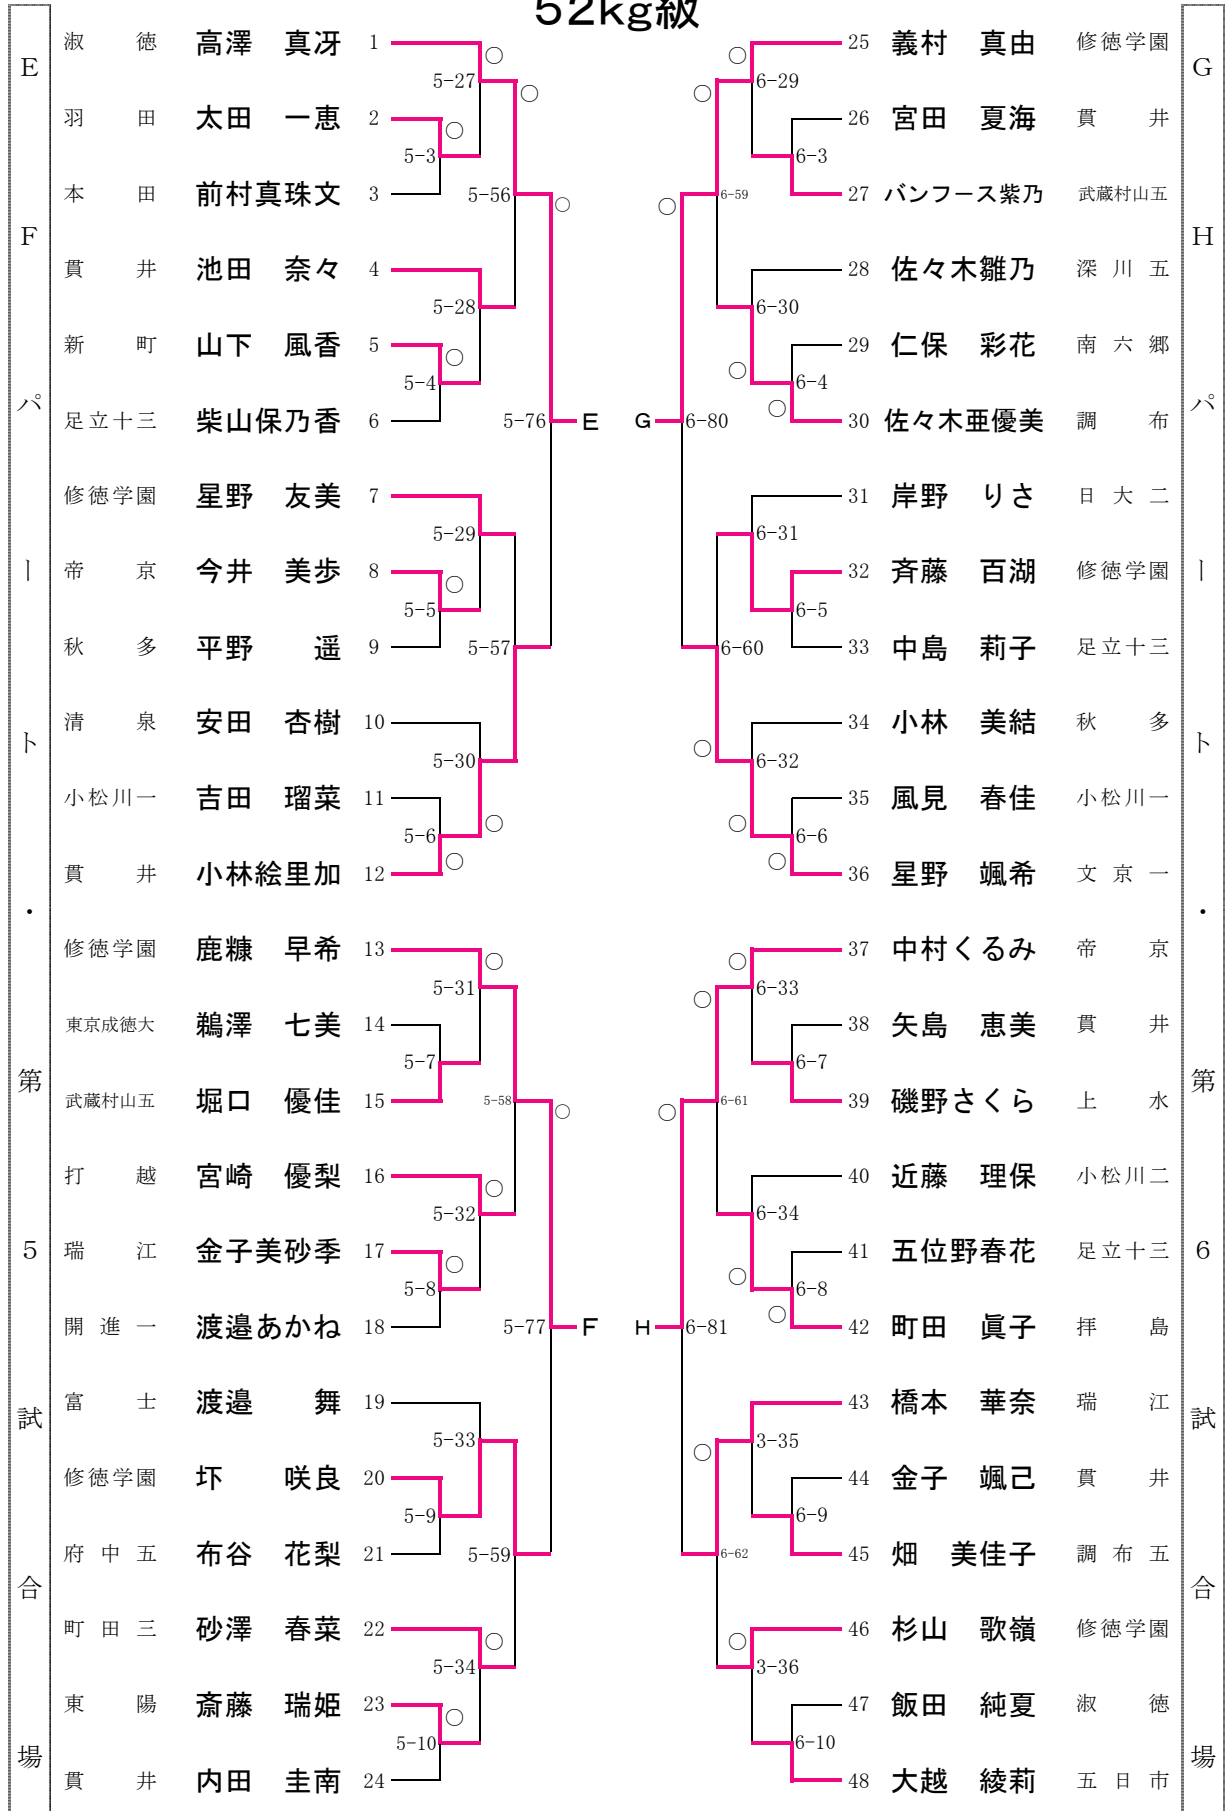 52kg級
E F パート・第5試合場
淑徳 高澤 真冴 1
羽田 太田 一恵 2
本田 前村真珠文 3
貫井 池田 奈々 4
新町 山下 風香 5
足立十三 柴山保乃香 6
修徳学園 星野 友美 7
帝京 今井 美歩 8
秋多 平野 遥 9
清泉 安田 杏樹 10
小松川一 吉田 瑠菜 11
貫井 小林絵里加 12
修徳学園 鹿糠 早希 13
東京成徳大 鵜澤 七美 14
武蔵村山五 堀口 優佳 15
打越 宮崎 優梨 16
瑞江 金子美砂季 17
開進一 渡邉あかね 18
富士 渡邉 舞 19
修徳学園 圷 咲良 20
府中五 布谷 花梨 21
町田三 砂澤 春菜 22
東陽 斎藤 瑞姫 23
貫井 内田 圭南 24
5-27
5-3
5-56
5-28
5-4
5-76 E
5-29
5-5
5-57
5-30
5-6
5-31
5-7
5-58
5-32
5-8
5-77 F
5-33
5-9
5-59
5-34
5-10
25 義村 真由 修徳学園
26 宮田 夏海 貫井
27 バンフース紫乃 武蔵村山五
28 佐々木雛乃 深川五
29 仁保 彩花 南六郷
30 佐々木亜優美 調布
31 岸野 りさ 日大二
32 斉藤 百湖 修徳学園
33 中島 莉子 足立十三
34 小林 美結 秋多
35 風見 春佳 小松川一
36 星野 颯希 文京一
37 中村くるみ 帝京
38 矢島 恵美 貫井
39 磯野さくら 上水
40 近藤 理保 小松川二
41 五位野春花 足立十三
42 町田 眞子 拝島
43 橋本 華奈 瑞江
44 金子 颯己 貫井
45 畑 美佳子 調布五
46 杉山 歌嶺 修徳学園
47 飯田 純夏 淑徳
48 大越 綾莉 五日市
6-29
6-3
6-59
6-30
6-4
G 6-80
6-31
6-5
6-60
6-32
6-6
6-33
6-7
6-61
6-34
6-8
H 6-81
3-35
6-9
6-62
3-36
6-10
G H パート・第6試合場